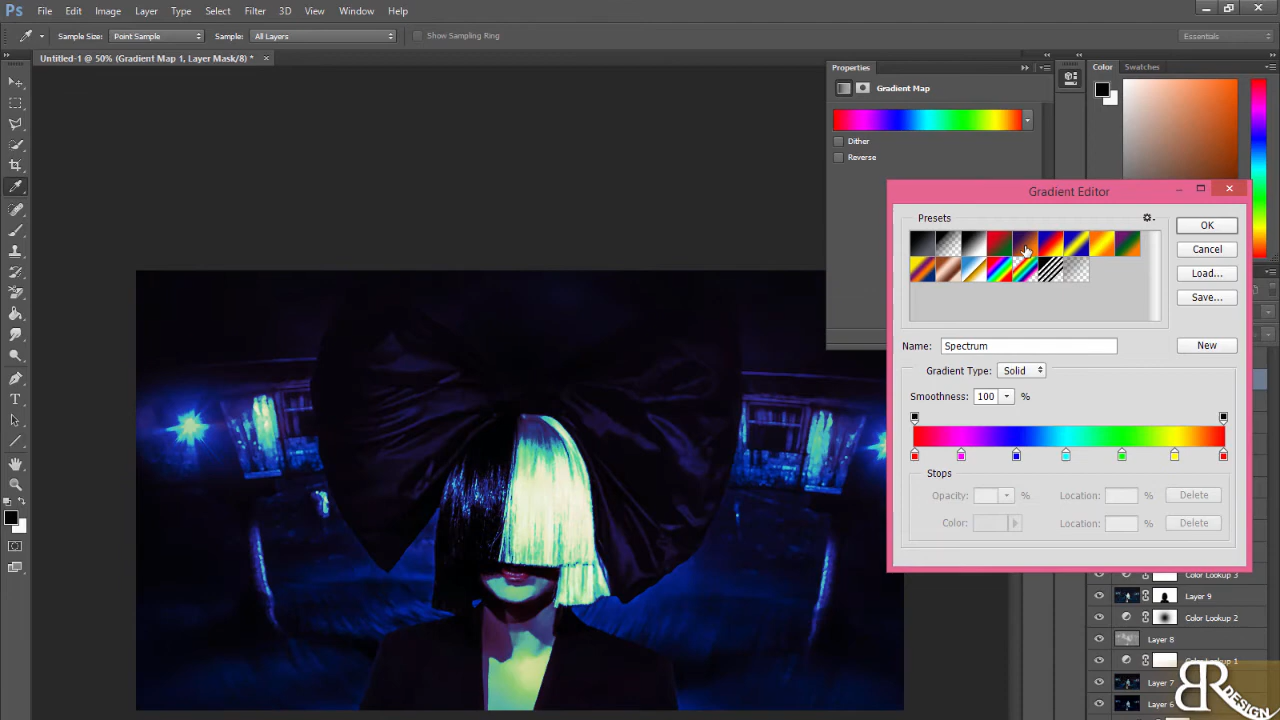 Ps File Edit Image Layer Type Select Filter 3D View Window Help
Sample Size: Point Sample Sample: All Layers Show Sampling Ring Essentials
Untitled-1 @ 50% (Gradient Map 1, Layer Mask/8) * ×
Properties
Color Swatches
Gradient Map
Dither
Reverse
Gradient Editor
Presets
OK
Cancel
Load...
Save...
Name: Spectrum New
Gradient Type: Solid
Smoothness: 100 %
Stops
Opacity: % Location: % Delete
Color: Location: % Delete
Color Lookup 3
Layer 9
Color Lookup 2
Layer 8
Color Lookup 1
Layer 7
Layer 6
BR DESIGN